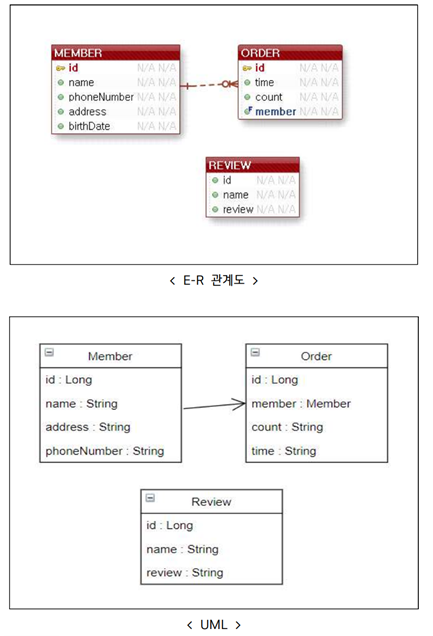 MEMBER
id N/A N/A
name N/A N/A
phoneNumber N/A N/A
address N/A N/A
birthDate N/A N/A
ORDER
id N/A N/A
time N/A N/A
count N/A N/A
F member N/A N/A
REVIEW
id N/A N/A
name N/A N/A
review N/A N/A
< E-R 관계도 >
Member
id : Long
name : String
address : String
phoneNumber : String
Order
id : Long
member : Member
count : String
time : String
Review
id : Long
name : String
review : String
< UML >